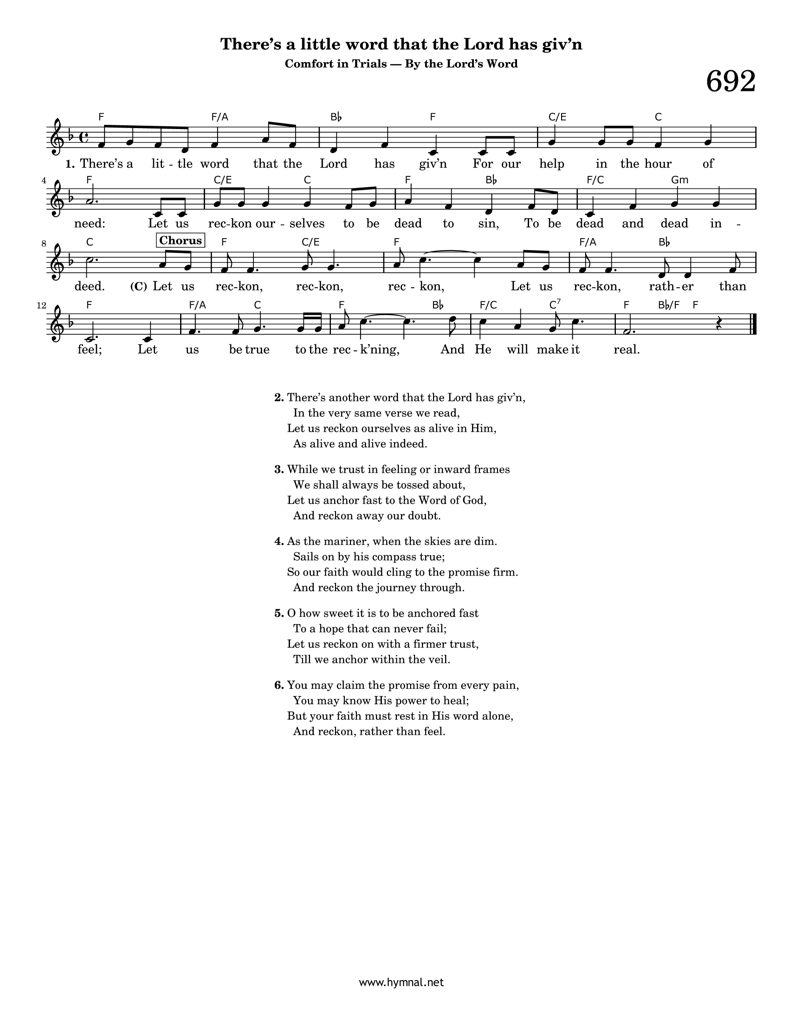 There's a little word that the Lord has giv'n
Comfort in Trials — By the Lord's Word
692
F F/A B♭ F C/E C
1. There's a lit - tle word that the Lord has giv'n For our help in the hour of
4 F C/E C F B♭ F/C Gm
need: Let us rec-kon our - selves to be dead to sin, To be dead and dead in -
8 C Chorus F C/E F F/A B♭
deed. (C) Let us rec-kon, rec-kon, rec - kon, Let us rec-kon, rath-er than
12 F F/A C F B♭ F/C C7 F B♭/F F
feel; Let us be true to the rec - k'ning, And He will make it real.
2. There's another word that the Lord has giv'n,
In the very same verse we read,
Let us reckon ourselves as alive in Him,
As alive and alive indeed.
3. While we trust in feeling or inward frames
We shall always be tossed about,
Let us anchor fast to the Word of God,
And reckon away our doubt.
4. As the mariner, when the skies are dim.
Sails on by his compass true;
So our faith would cling to the promise firm.
And reckon the journey through.
5. O how sweet it is to be anchored fast
To a hope that can never fail;
Let us reckon on with a firmer trust,
Till we anchor within the veil.
6. You may claim the promise from every pain,
You may know His power to heal;
But your faith must rest in His word alone,
And reckon, rather than feel.
www.hymnal.net